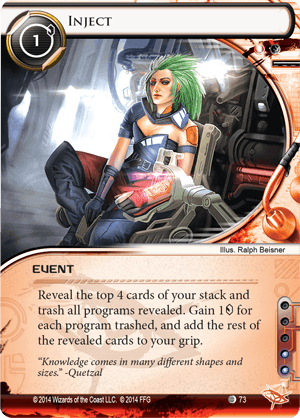 INJECT
1
Illus. Ralph Beisner
EVENT
Reveal the top 4 cards of your stack and
trash all programs revealed. Gain 1 for
each program trashed, and add the rest of
the revealed cards to your grip.
“Knowledge comes in many different shapes and
sizes.” -Quetzal
© 2014 Wizards of the Coast LLC. © 2014 FFG
73